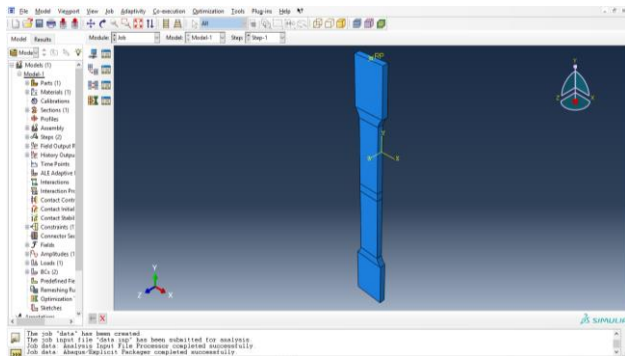 File Model Viewport View Job Adaptivity Co-execution Optimization Tools Plug-ins Help
All
Model Results Module: Job Model: Model-1 Step: Step-1
Model
Models (1)
Model-1
Parts (1)
Materials (1)
Calibrations
Sections (1)
Profiles
Assembly
Steps (2)
Field Output R
History Outpu
Time Points
ALE Adaptive
Interactions
Interaction Pro
Contact Contr
Contact Initial
Contact Stabil
Constraints (1
Connector Sec
Fields
Amplitudes (1
Loads (1)
BCs (2)
Predefined Fie
Remeshing Ru
Optimization
Sketches
RP
Y
X
Y
Z
X
Y
Z
X
SIMULIA
The job "data" has been created
The job input file "data.inp" has been submitted for analysis
Job data: Analysis Input File Processor completed successfully
Job data: Abaqus/Explicit Packager completed successfully